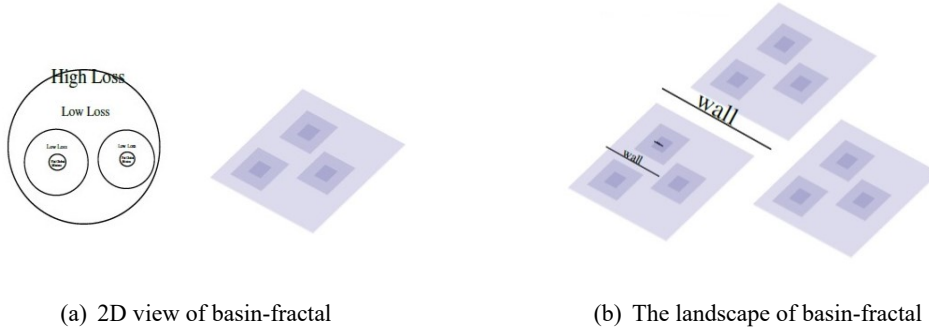 High Loss
Low Loss
Low Loss
Low Loss
wall
wall
(a) 2D view of basin-fractal
(b) The landscape of basin-fractal